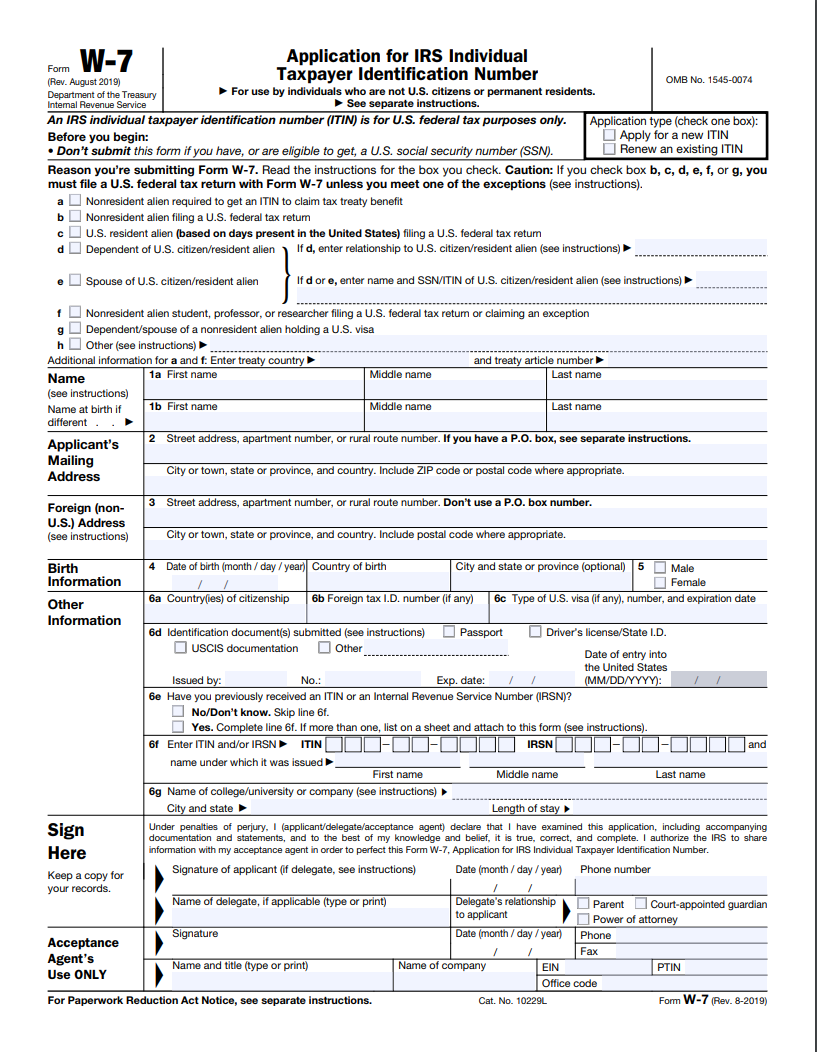 Form W-7
(Rev. August 2019)
Department of the Treasury
Internal Revenue Service
Application for IRS Individual
Taxpayer Identification Number
▶ For use by individuals who are not U.S. citizens or permanent residents.
▶ See separate instructions.
OMB No. 1545-0074
An IRS individual taxpayer identification number (ITIN) is for U.S. federal tax purposes only.
Before you begin:
• Don't submit this form if you have, or are eligible to get, a U.S. social security number (SSN).
Application type (check one box):
Apply for a new ITIN
Renew an existing ITIN
Reason you're submitting Form W-7. Read the instructions for the box you check. Caution: If you check box b, c, d, e, f, or g, you
must file a U.S. federal tax return with Form W-7 unless you meet one of the exceptions (see instructions).
a Nonresident alien required to get an ITIN to claim tax treaty benefit
b Nonresident alien filing a U.S. federal tax return
c U.S. resident alien (based on days present in the United States) filing a U.S. federal tax return
d Dependent of U.S. citizen/resident alien
If d, enter relationship to U.S. citizen/resident alien (see instructions) ▶
e Spouse of U.S. citizen/resident alien
If d or e, enter name and SSN/ITIN of U.S. citizen/resident alien (see instructions) ▶
f Nonresident alien student, professor, or researcher filing a U.S. federal tax return or claiming an exception
g Dependent/spouse of a nonresident alien holding a U.S. visa
h Other (see instructions) ▶
Additional information for a and f: Enter treaty country ▶ and treaty article number ▶
Name
(see instructions)
1a First name Middle name Last name
Name at birth if
different . . ▶
1b First name Middle name Last name
Applicant's
Mailing
Address
2 Street address, apartment number, or rural route number. If you have a P.O. box, see separate instructions.
City or town, state or province, and country. Include ZIP code or postal code where appropriate.
Foreign (non-
U.S.) Address
(see instructions)
3 Street address, apartment number, or rural route number. Don't use a P.O. box number.
City or town, state or province, and country. Include postal code where appropriate.
Birth
Information
4 Date of birth (month / day / year) Country of birth City and state or province (optional) 5 Male
/ / Female
Other
Information
6a Country(ies) of citizenship 6b Foreign tax I.D. number (if any) 6c Type of U.S. visa (if any), number, and expiration date
6d Identification document(s) submitted (see instructions) Passport Driver's license/State I.D.
USCIS documentation Other
Date of entry into
the United States
Issued by: No.: Exp. date: / / (MM/DD/YYYY): / /
6e Have you previously received an ITIN or an Internal Revenue Service Number (IRSN)?
No/Don't know. Skip line 6f.
Yes. Complete line 6f. If more than one, list on a sheet and attach to this form (see instructions).
6f Enter ITIN and/or IRSN ▶ ITIN – – IRSN – – and
name under which it was issued ▶
First name Middle name Last name
6g Name of college/university or company (see instructions) ▶
City and state ▶ Length of stay ▶
Sign
Here
Keep a copy for
your records.
Under penalties of perjury, I (applicant/delegate/acceptance agent) declare that I have examined this application, including accompanying
documentation and statements, and to the best of my knowledge and belief, it is true, correct, and complete. I authorize the IRS to share
information with my acceptance agent in order to perfect this Form W-7, Application for IRS Individual Taxpayer Identification Number.
Signature of applicant (if delegate, see instructions) Date (month / day / year) Phone number
/ /
Name of delegate, if applicable (type or print) Delegate's relationship
to applicant
Parent Court-appointed guardian
Power of attorney
Acceptance
Agent's
Use ONLY
Signature Date (month / day / year) Phone
/ / Fax
Name and title (type or print) Name of company EIN PTIN
Office code
For Paperwork Reduction Act Notice, see separate instructions. Cat. No. 10229L Form W-7 (Rev. 8-2019)